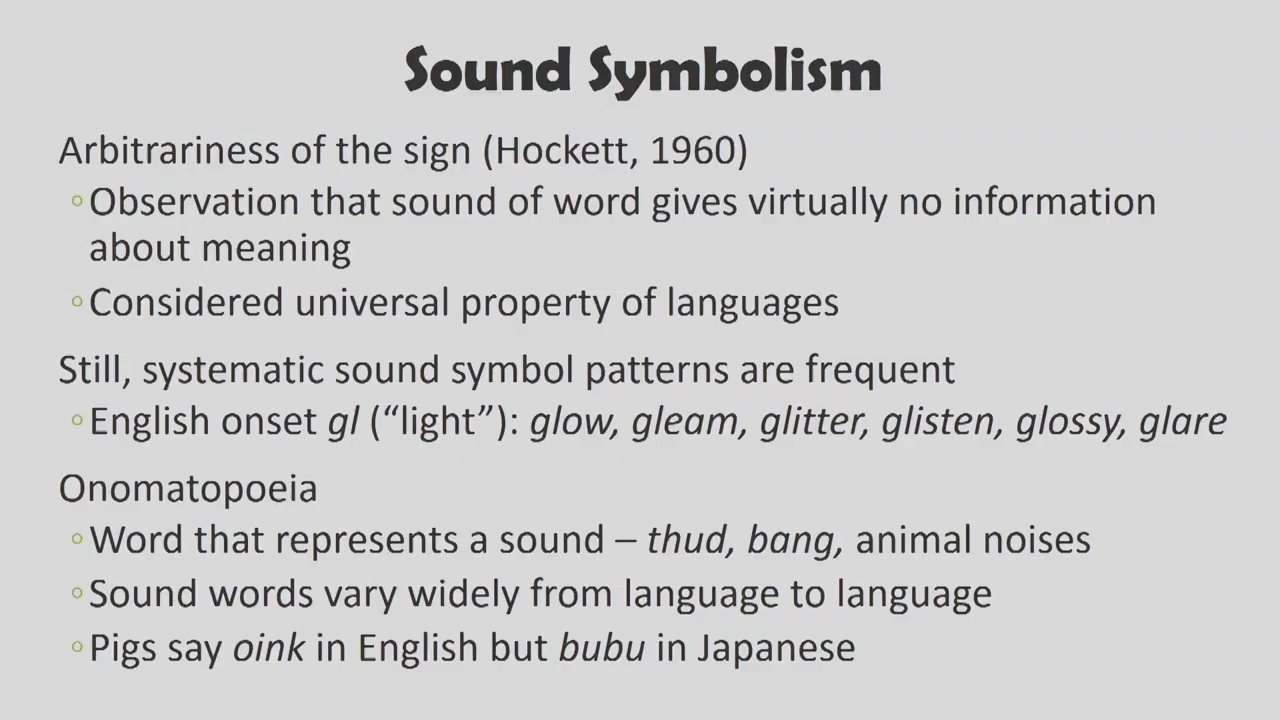 Sound Symbolism
Arbitrariness of the sign (Hockett, 1960)
◦Observation that sound of word gives virtually no information
about meaning
◦Considered universal property of languages
Still, systematic sound symbol patterns are frequent
◦English onset gl (“light”): glow, gleam, glitter, glisten, glossy, glare
Onomatopoeia
◦Word that represents a sound – thud, bang, animal noises
◦Sound words vary widely from language to language
◦Pigs say oink in English but bubu in Japanese